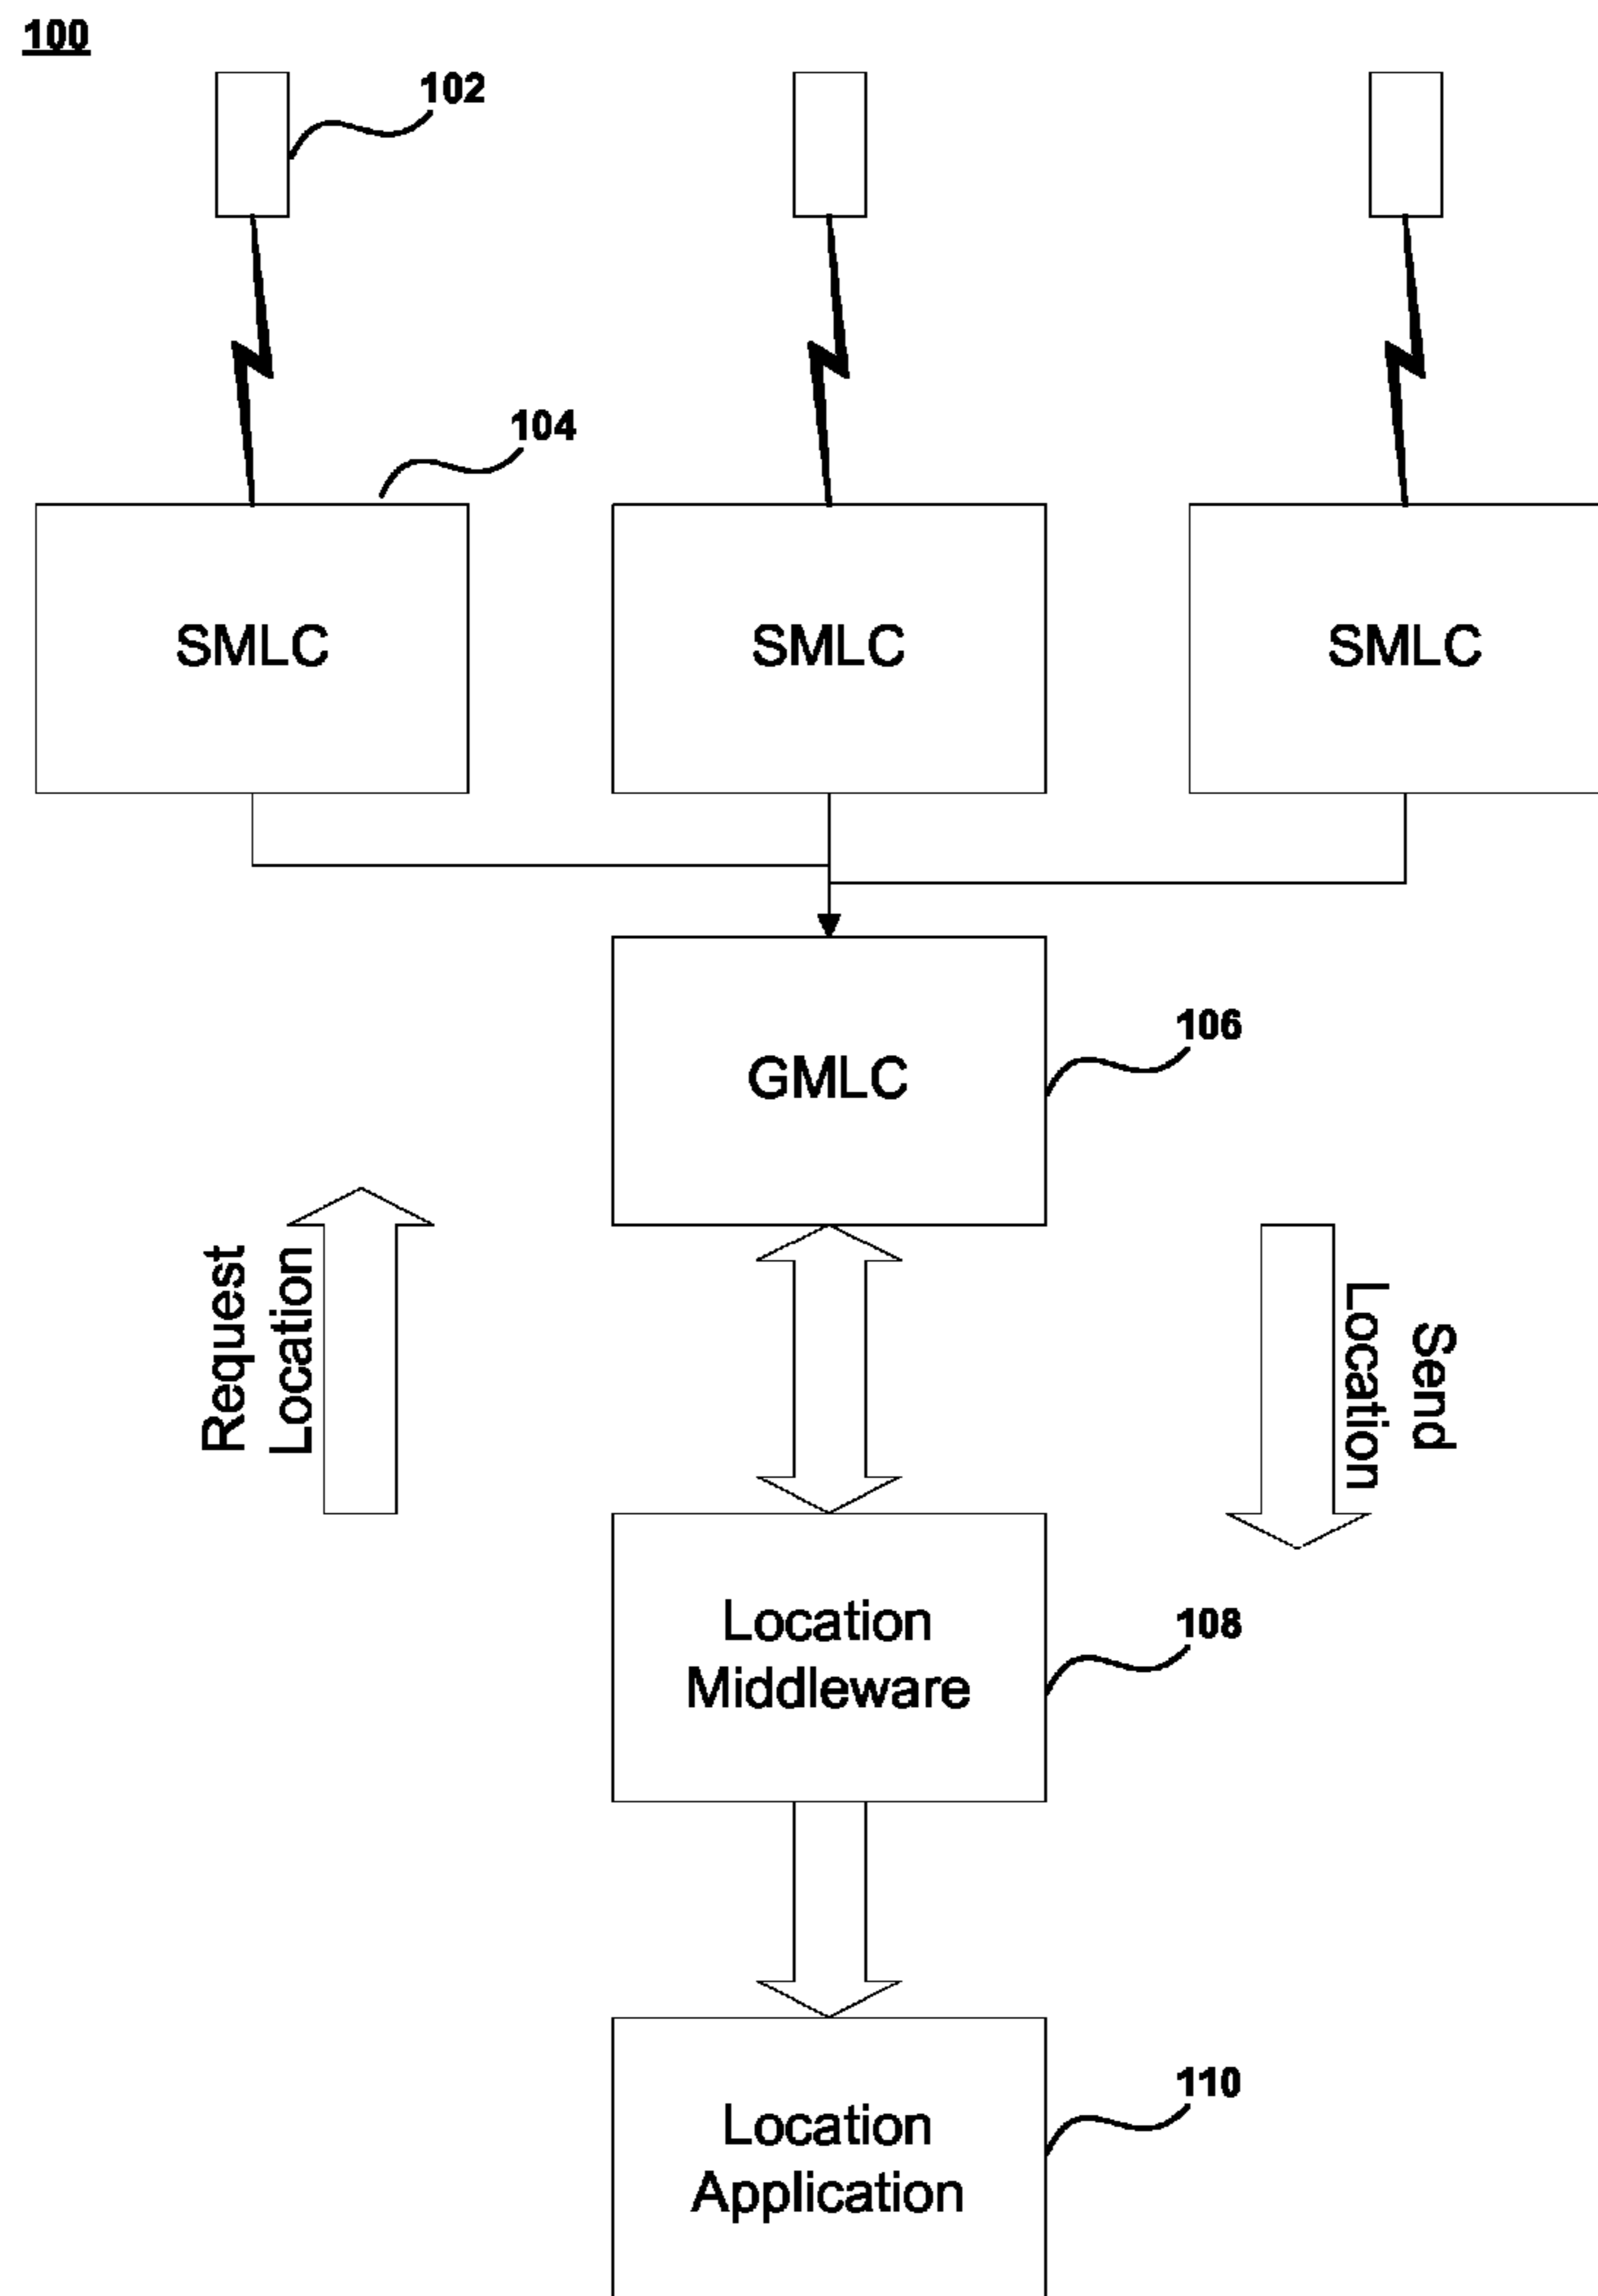 100
102
104
SMLC
SMLC
SMLC
GMLC
106
Request
Location
Send
Location
Location
Middleware
108
Location
Application
110